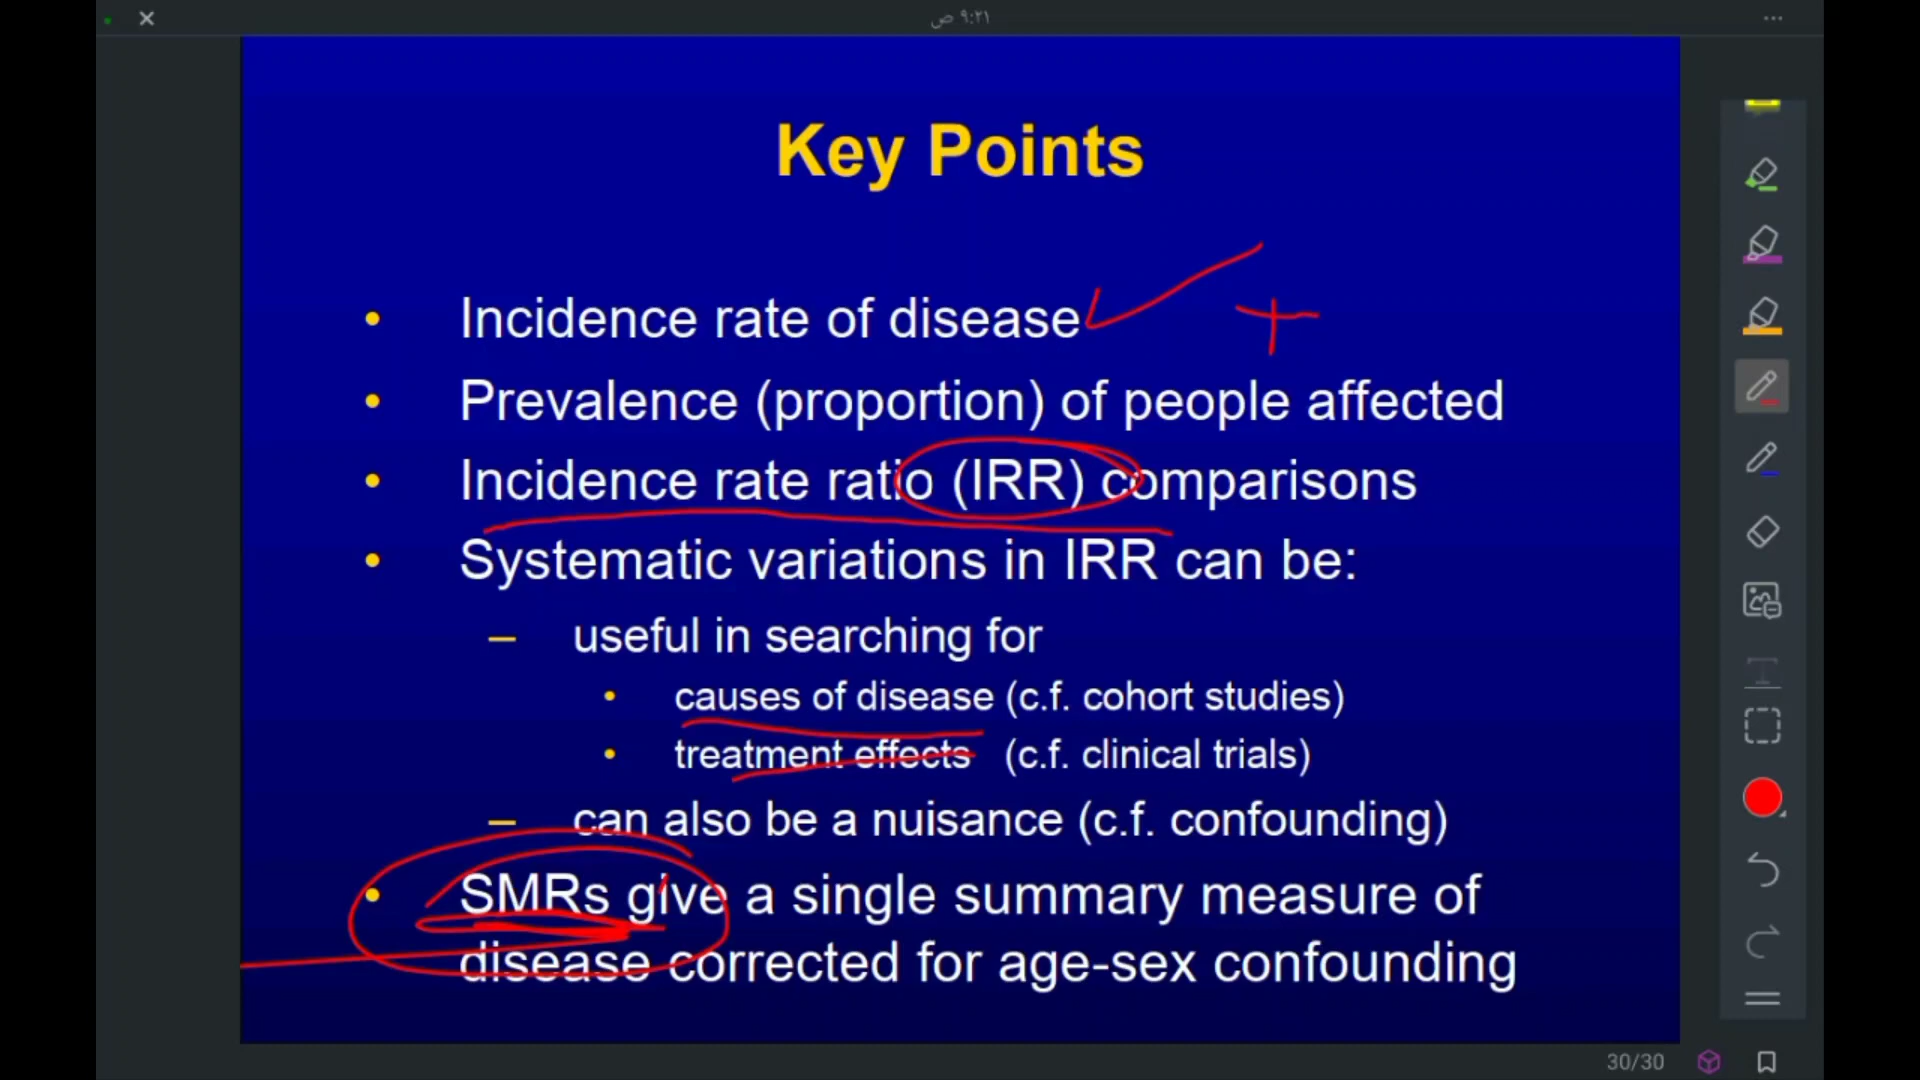 ٩:٢١ ص
Key Points
• Incidence rate of disease
• Prevalence (proportion) of people affected
• Incidence rate ratio (IRR) comparisons
• Systematic variations in IRR can be:
– useful in searching for
• causes of disease (c.f. cohort studies)
• treatment effects (c.f. clinical trials)
– can also be a nuisance (c.f. confounding)
• SMRs give a single summary measure of
disease corrected for age-sex confounding
30/30